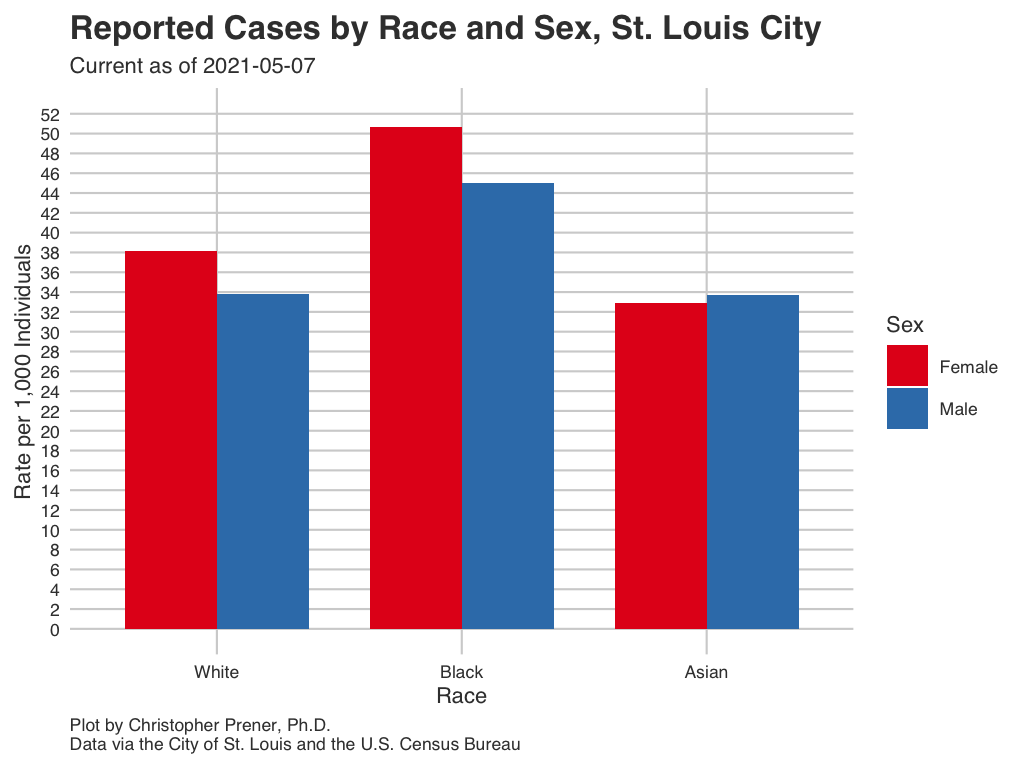 Reported Cases by Race and Sex, St. Louis City
Current as of 2021-05-07
Rate per 1,000 Individuals
52
50
48
46
44
42
40
38
36
34
32
30
28
26
24
22
20
18
16
14
12
10
8
6
4
2
0
White Black Asian
Race
Sex
Female
Male
Plot by Christopher Prener, Ph.D.
Data via the City of St. Louis and the U.S. Census Bureau